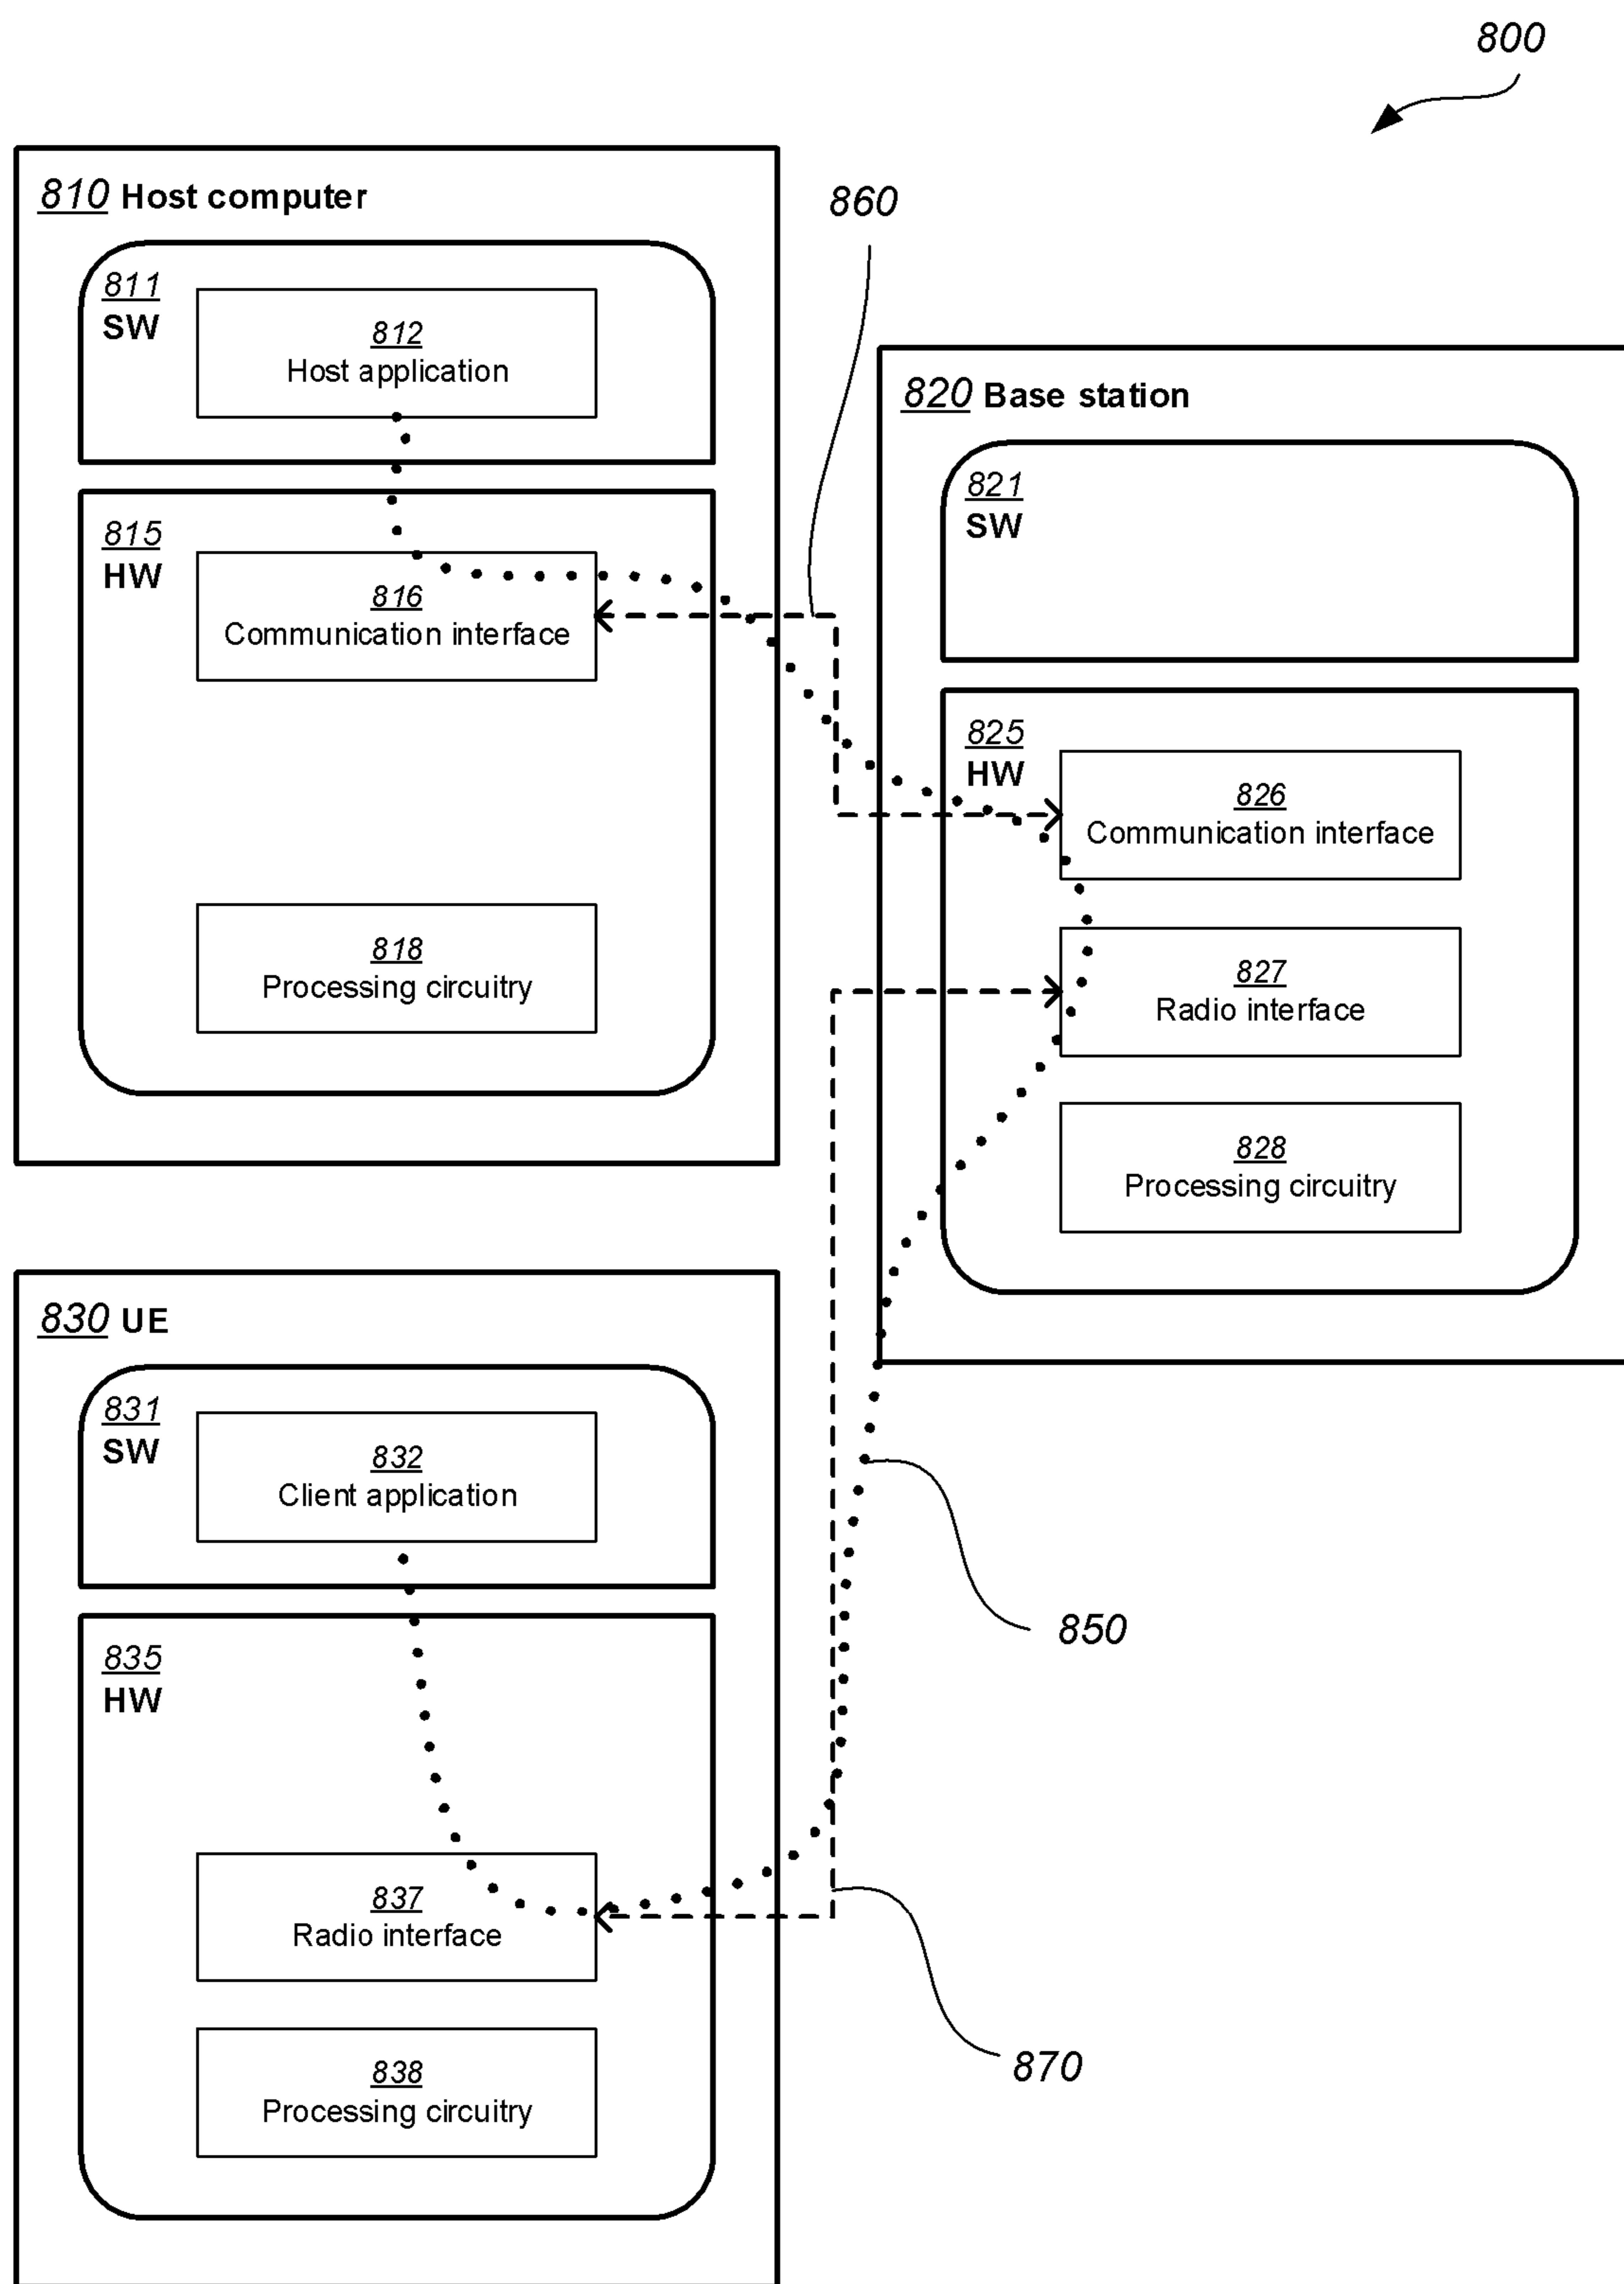 800
810 Host computer
811
SW
812
Host application
815
HW
816
Communication interface
818
Processing circuitry
860
820 Base station
821
SW
825
HW
826
Communication interface
827
Radio interface
828
Processing circuitry
830 UE
831
SW
832
Client application
835
HW
837
Radio interface
838
Processing circuitry
850
870